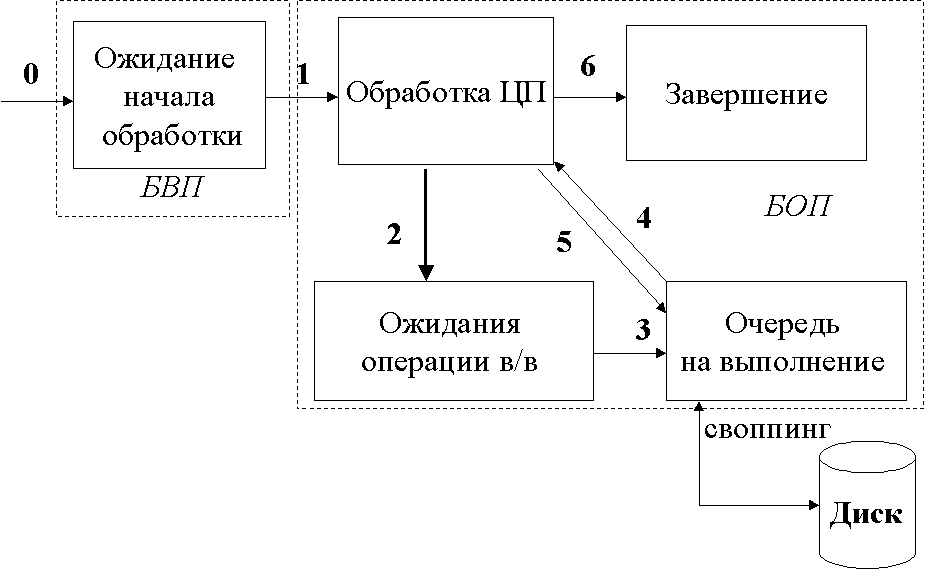 0
Ожидание
начала
обработки
БВП
1
Обработка ЦП
6
Завершение
БОП
2
5
4
Ожидания
операции в/в
3
Очередь
на выполнение
своппинг
Диск